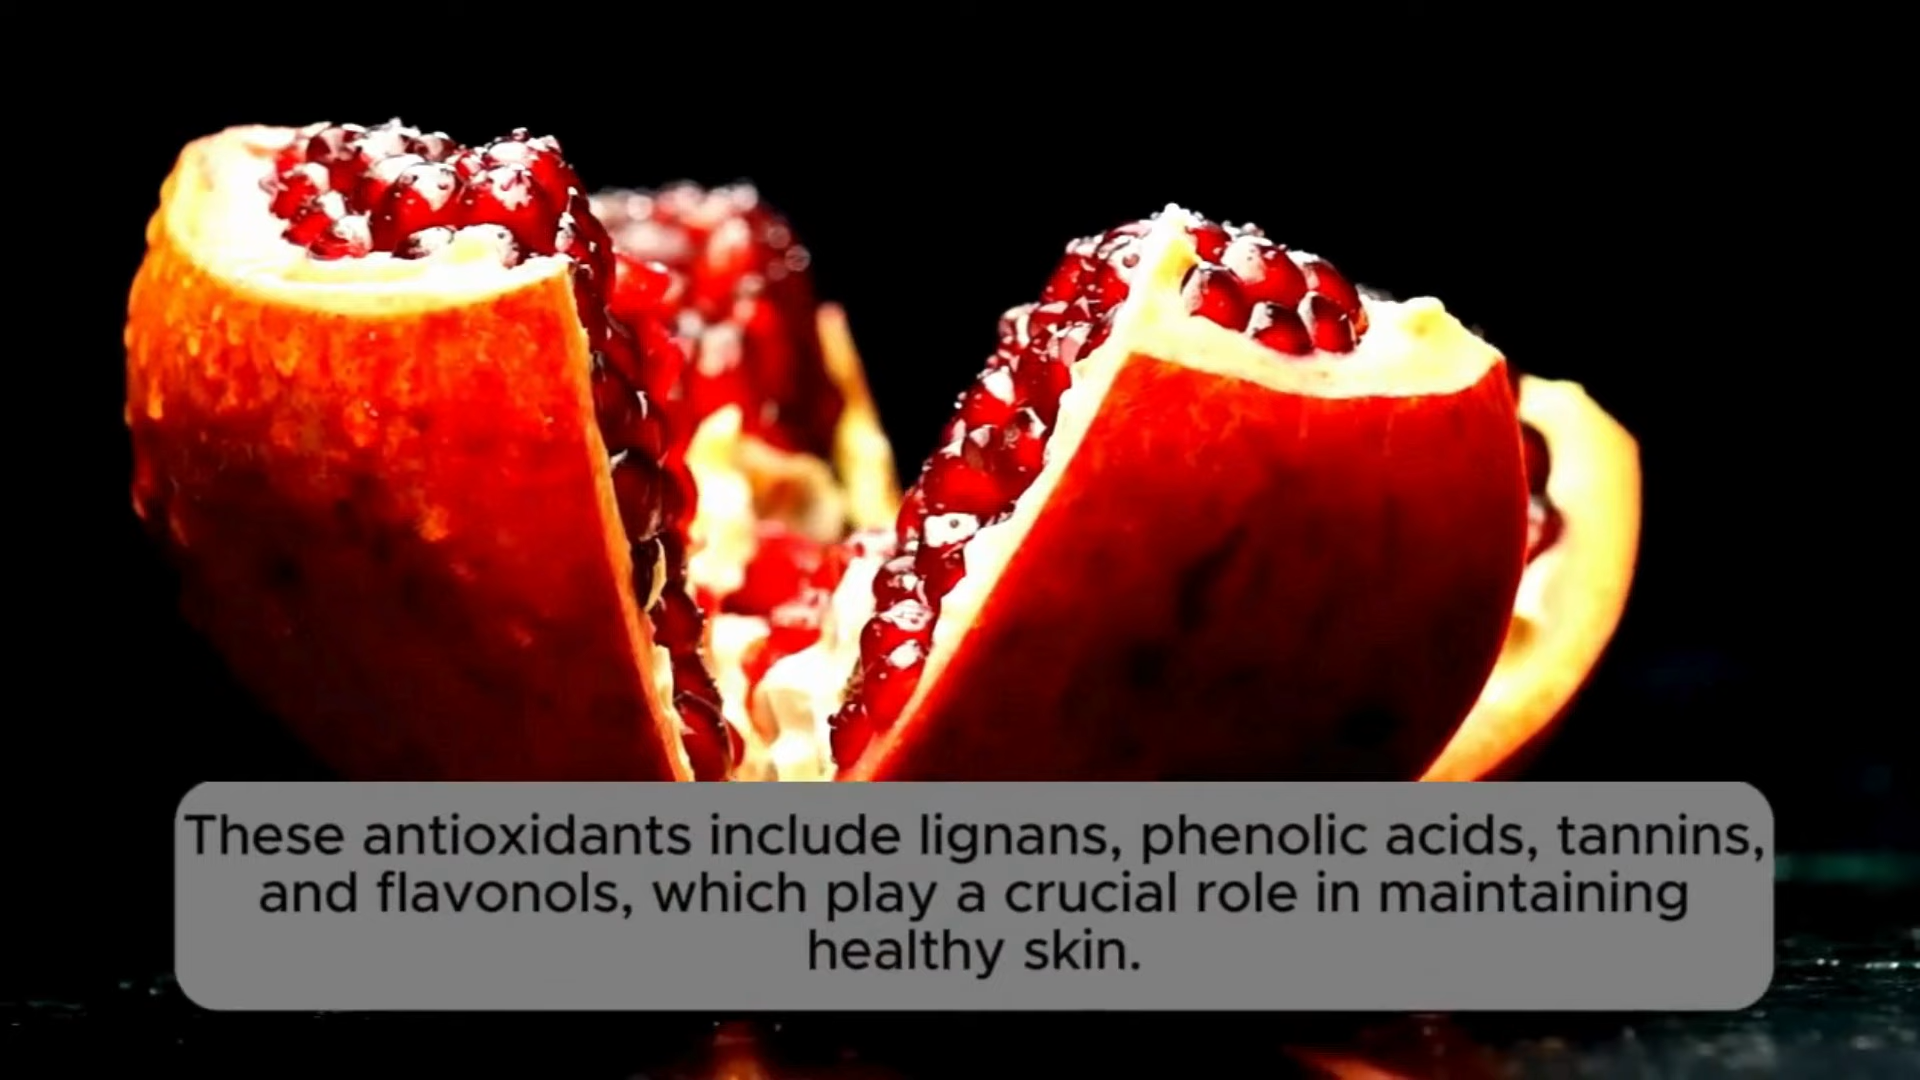 These antioxidants include lignans, phenolic acids, tannins,
and flavonols, which play a crucial role in maintaining
healthy skin.